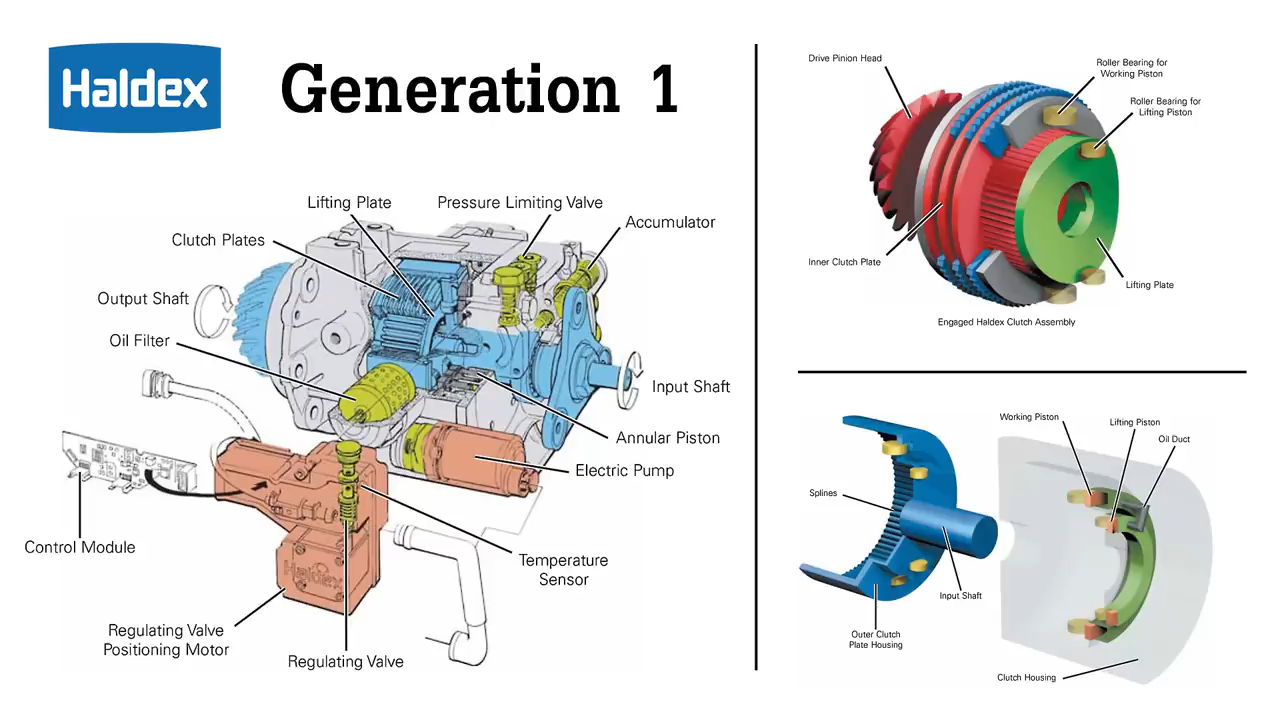 Haldex
Generation 1
Lifting Plate
Pressure Limiting Valve
Accumulator
Clutch Plates
Output Shaft
Oil Filter
Input Shaft
Annular Piston
Electric Pump
Control Module
Temperature
Sensor
Haldex
Regulating Valve
Positioning Motor
Regulating Valve
Drive Pinion Head
Roller Bearing for
Working Piston
Roller Bearing for
Lifting Piston
Inner Clutch Plate
Lifting Plate
Engaged Haldex Clutch Assembly
Working Piston
Lifting Piston
Oil Duct
Splines
Input Shaft
Outer Clutch
Plate Housing
Clutch Housing